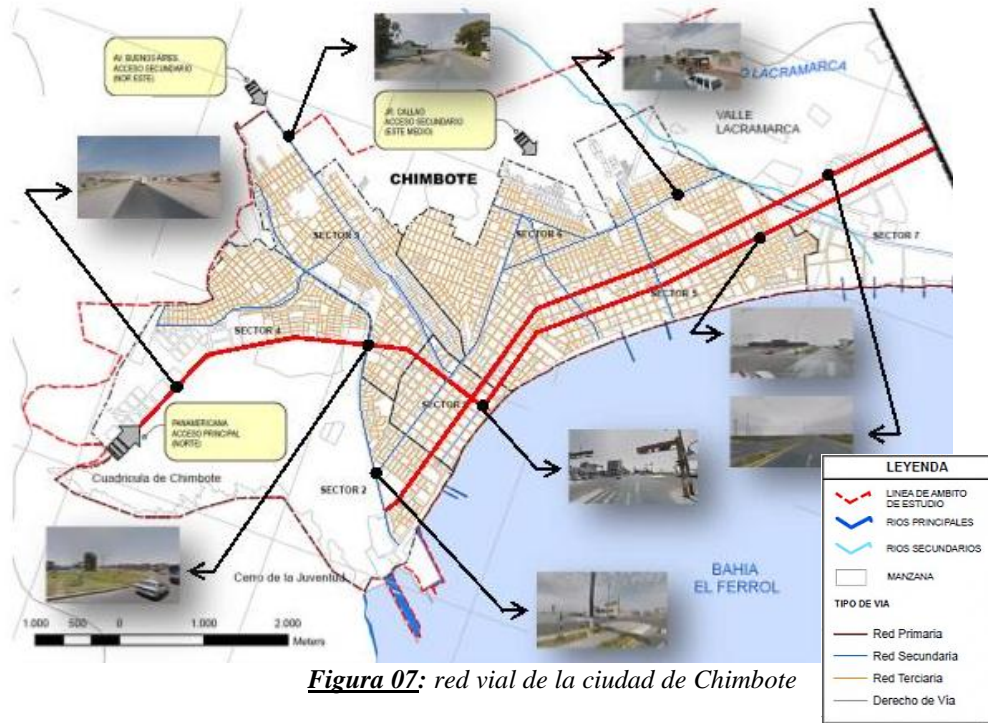 AV. BUENOS AIRES
ACCESO SECUNDARIO
(NOR ESTE)
JR. CALLAO
ACCESO SECUNDARIO
(ESTE MEDIO)
O LACRAMARCA
VALLE
LACRAMARCA
CHIMBOTE
SECTOR 3
SECTOR 6
SECTOR 7
SECTOR 5
SECTOR 4
SECTOR
PANAMERICANA
ACCESO PRINCIPAL
(NORTE)
Cuadricula de Chimbote
SECTOR 2
Cerro de la Juventud
BAHIA
EL FERROL
1.000 500 0 1.000 2.000
Meters
LEYENDA
LINEA DE AMBITO
DE ESTUDIO
RIOS PRINCIPALES
RIOS SECUNDARIOS
MANZANA
TIPO DE VIA
Red Primaria
Red Secundaria
Red Terciaria
Derecho de Vía
Figura 07: red vial de la ciudad de Chimbote